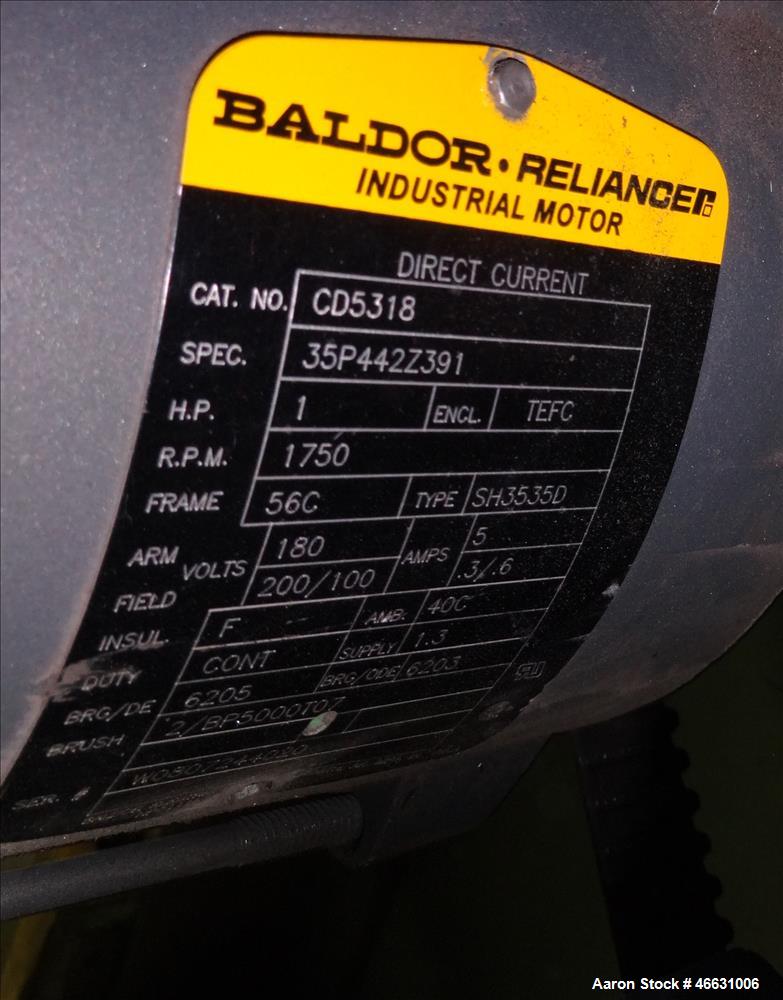 BALDOR • RELIANCER
INDUSTRIAL MOTOR
DIRECT CURRENT
CAT. NO. CD5318
SPEC. 35P442Z391
H.P. 1 ENCL. TEFC
R.P.M. 1750
FRAME 56C TYPE SH3535D
ARM VOLTS 180 AMPS 5
FIELD 200/100 .3/.6
INSUL. F AMB. 40C
DUTY CONT SUPPLY 1.3
BRG/DE 6205 BRG/ODE 6203
BRUSH 2/BP5000T07
SER. #
Aaron Stock # 46631006